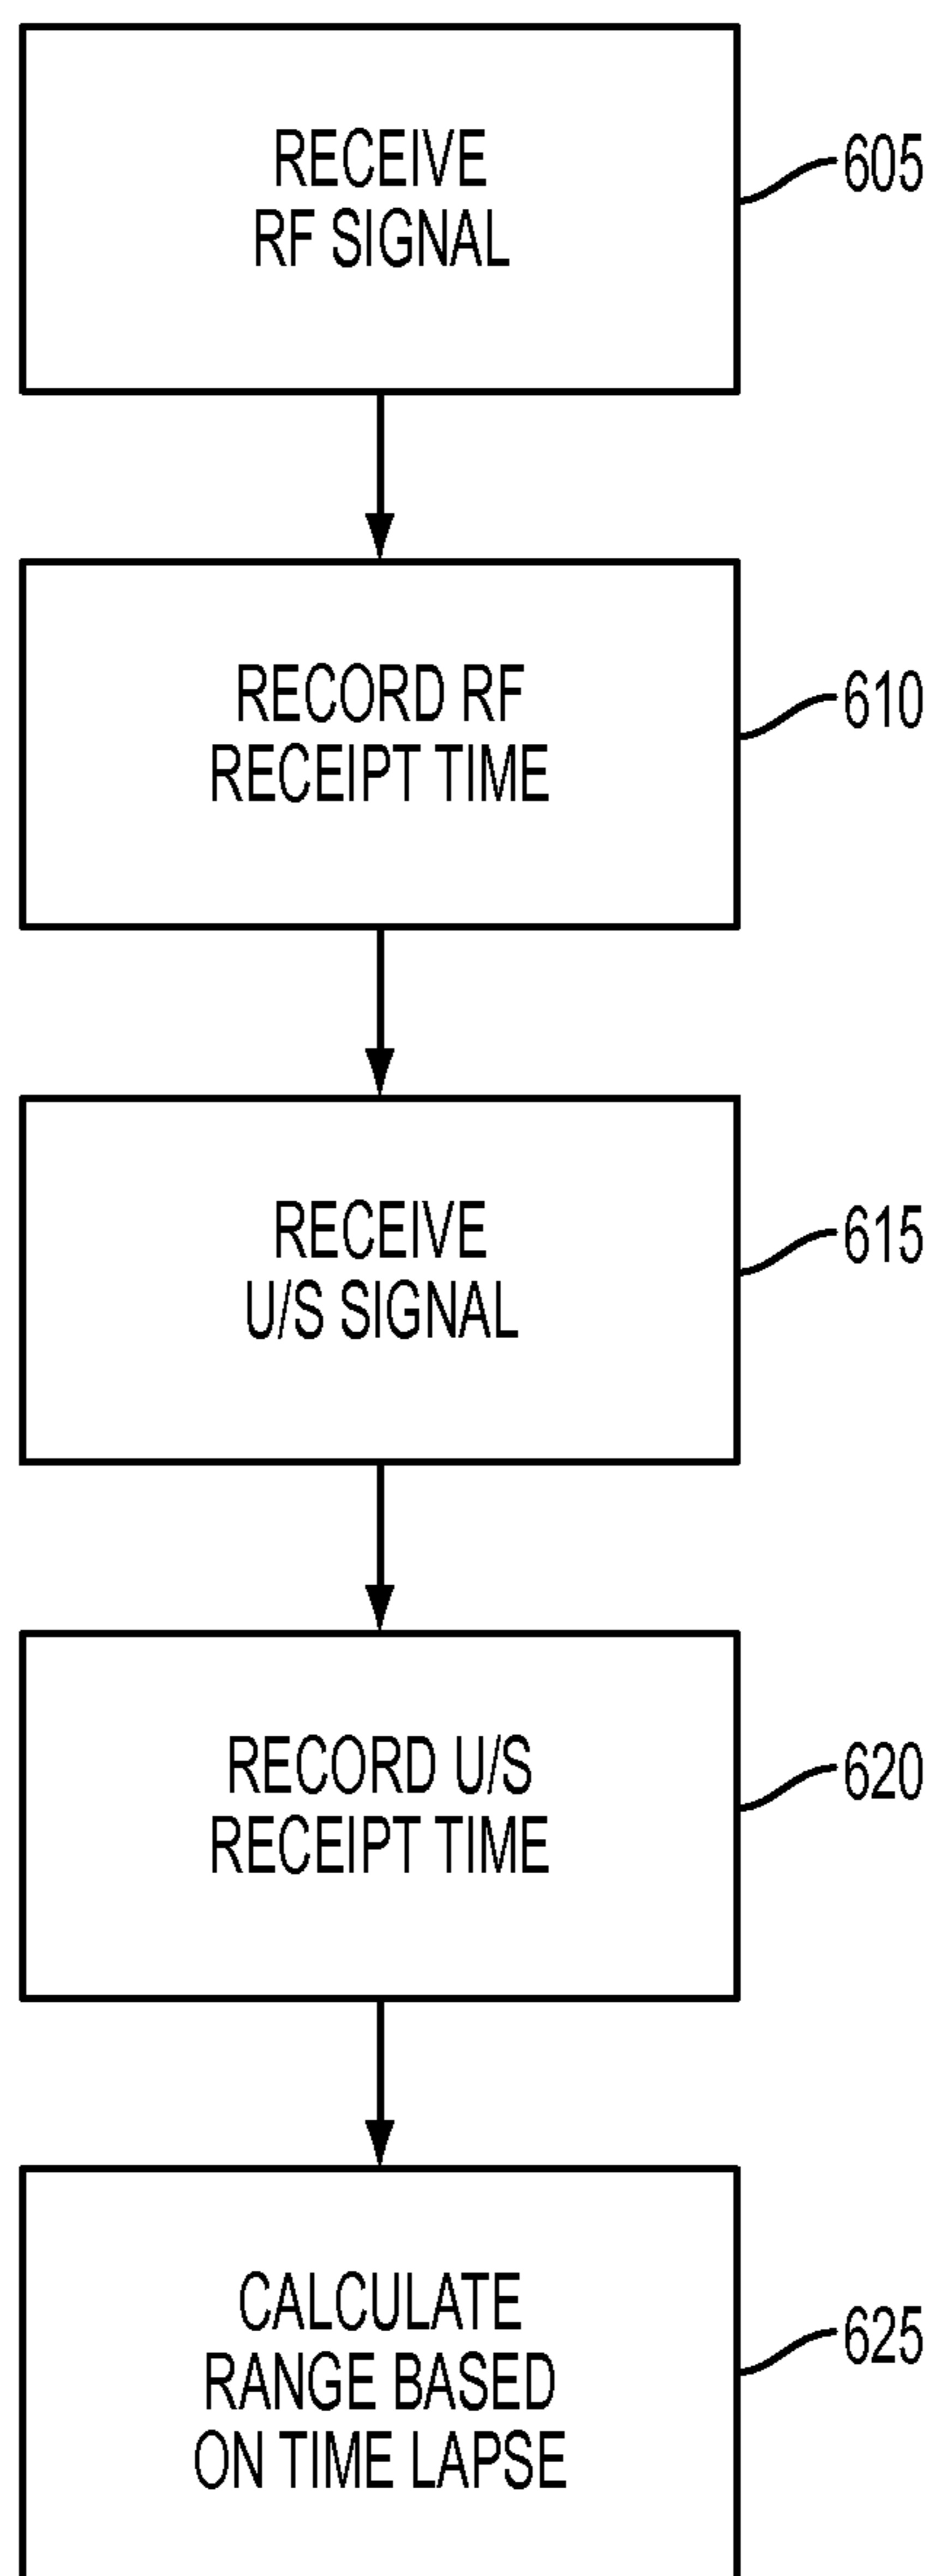 RECEIVE
RF SIGNAL
605
RECORD RF
RECEIPT TIME
610
RECEIVE
U/S SIGNAL
615
RECORD U/S
RECEIPT TIME
620
CALCULATE
RANGE BASED
ON TIME LAPSE
625